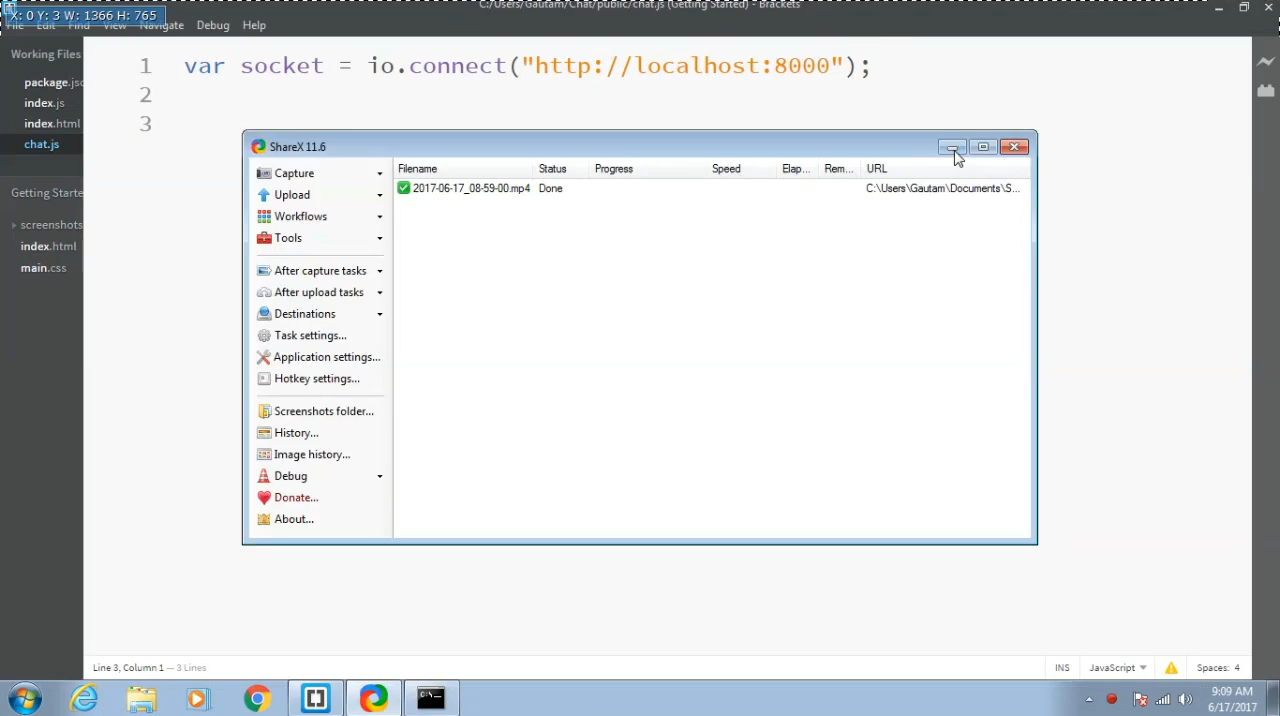 X: 0 Y: 3 W: 1366 H: 765
C:/Users/Gautam/Chat/public/chat.js (Getting Started) - Brackets
File Edit Find View Navigate Debug Help
Working Files
package.jsc
index.js
index.html
chat.js
Getting Starte
screenshots
index.html
main.css
1 var socket = io.connect("http://localhost:8000");
2
3
ShareX 11.6
Capture
Upload
Workflows
Tools
After capture tasks
After upload tasks
Destinations
Task settings...
Application settings...
Hotkey settings...
Screenshots folder...
History...
Image history...
Debug
Donate...
About...
Filename Status Progress Speed Elap... Rem... URL
2017-06-17_08-59-00.mp4 Done C:\Users\Gautam\Documents\S...
Line 3, Column 1 — 3 Lines
INS JavaScript Spaces: 4
9:09 AM
6/17/2017